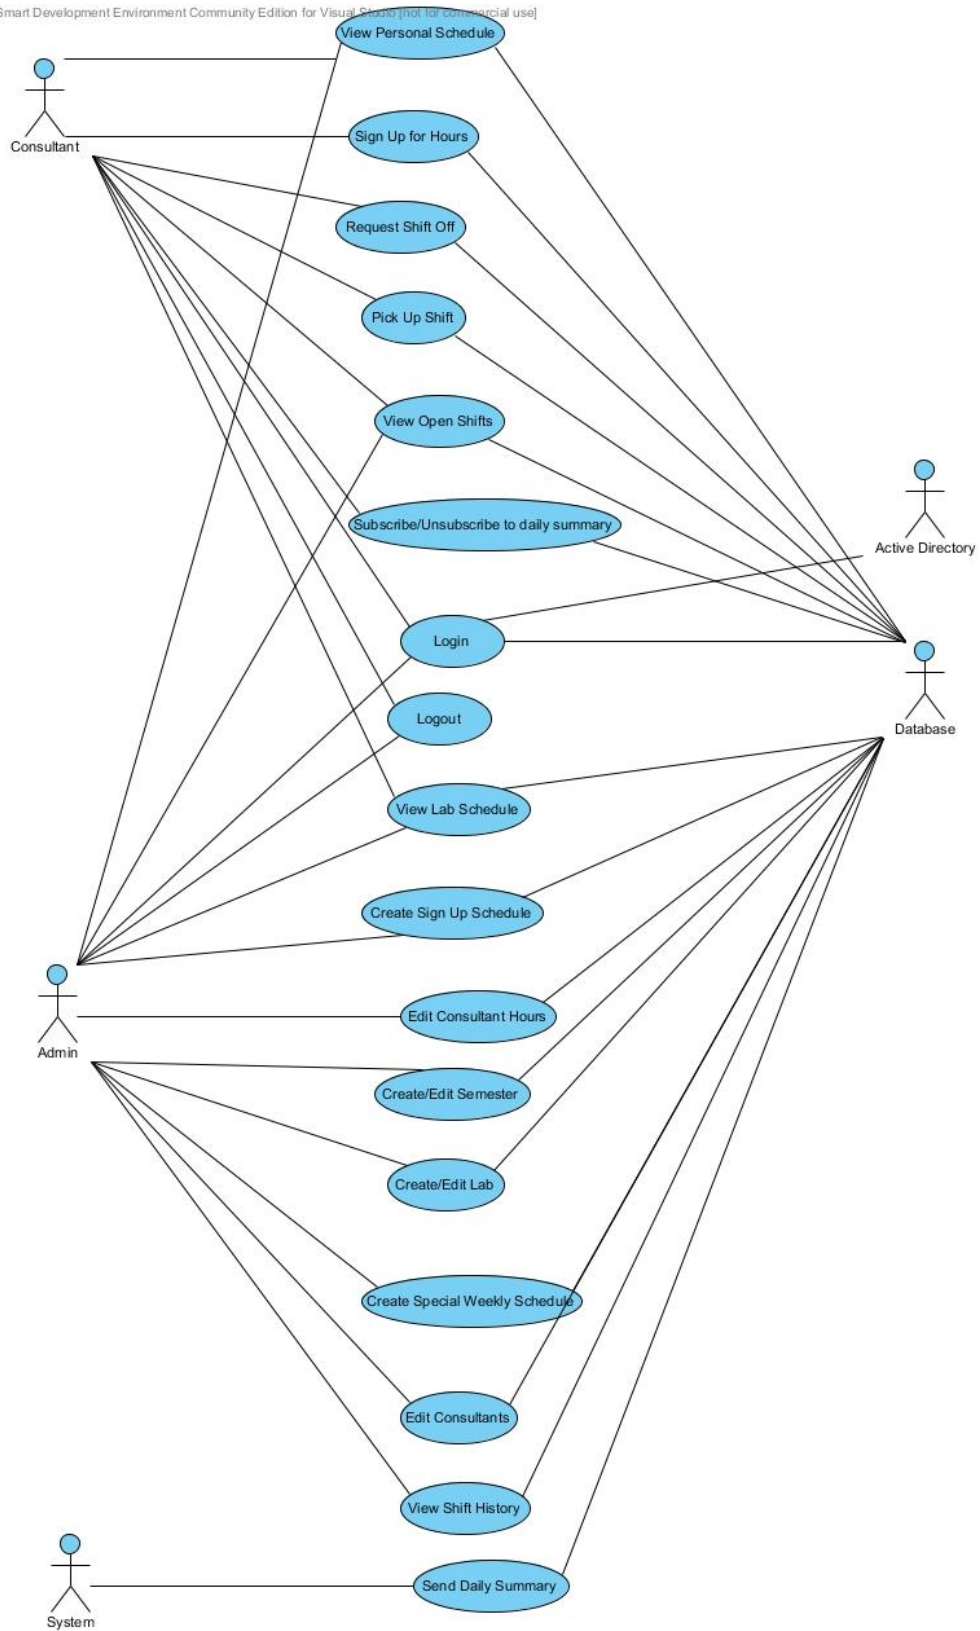 Smart Development Environment Community Edition for Visual Studio [not for commercial use]
View Personal Schedule
Consultant
Sign Up for Hours
Request Shift Off
Pick Up Shift
View Open Shifts
Subscribe/Unsubscribe to daily summary
Active Directory
Login
Logout
Database
View Lab Schedule
Create Sign Up Schedule
Edit Consultant Hours
Admin
Create/Edit Semester
Create/Edit Lab
Create Special Weekly Schedule
Edit Consultants
View Shift History
Send Daily Summary
System